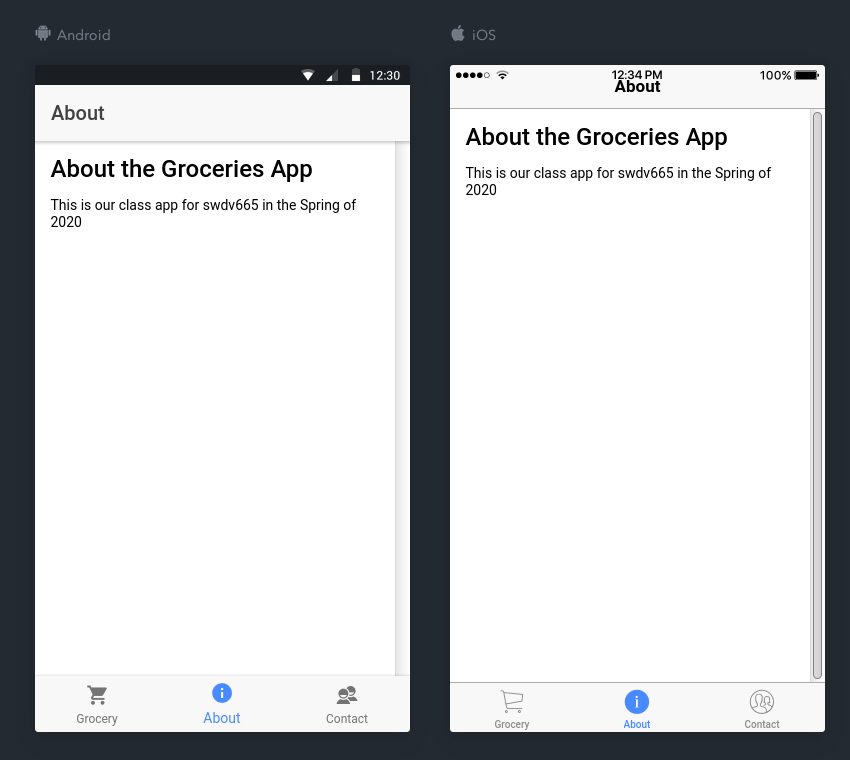 Android
12:30
About
About the Groceries App
This is our class app for swdv665 in the Spring of
2020
Grocery
About
Contact
iOS
12:34 PM
100%
About
About the Groceries App
This is our class app for swdv665 in the Spring of
2020
Grocery
About
Contact